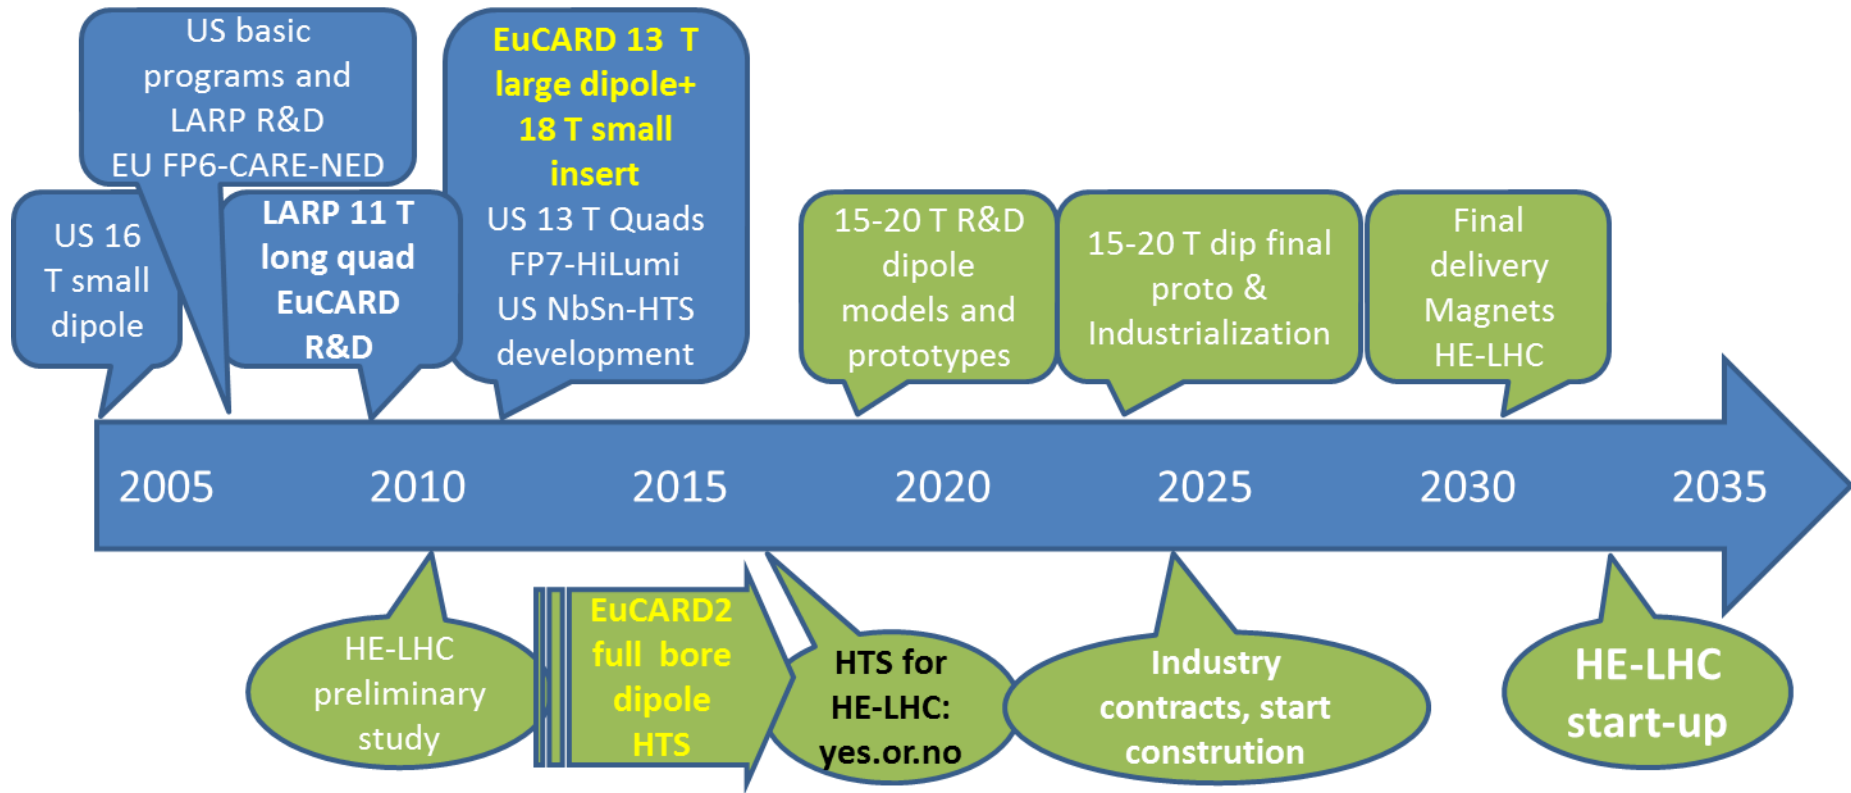 US basic
programs and
LARP R&D
EU FP6-CARE-NED
US 16
T small
dipole
LARP 11 T
long quad
EuCARD
R&D
EuCARD 13 T
large dipole+
18 T small
insert
US 13 T Quads
FP7-HiLumi
US NbSn-HTS
development
15-20 T R&D
dipole
models and
prototypes
15-20 T dip final
proto &
Industrialization
Final
delivery
Magnets
HE-LHC
2005 2010 2015 2020 2025 2030 2035
HE-LHC
preliminary
study
EuCARD2
full bore
dipole
HTS
HTS for
HE-LHC:
yes.or.no
Industry
contracts, start
constrution
HE-LHC
start-up